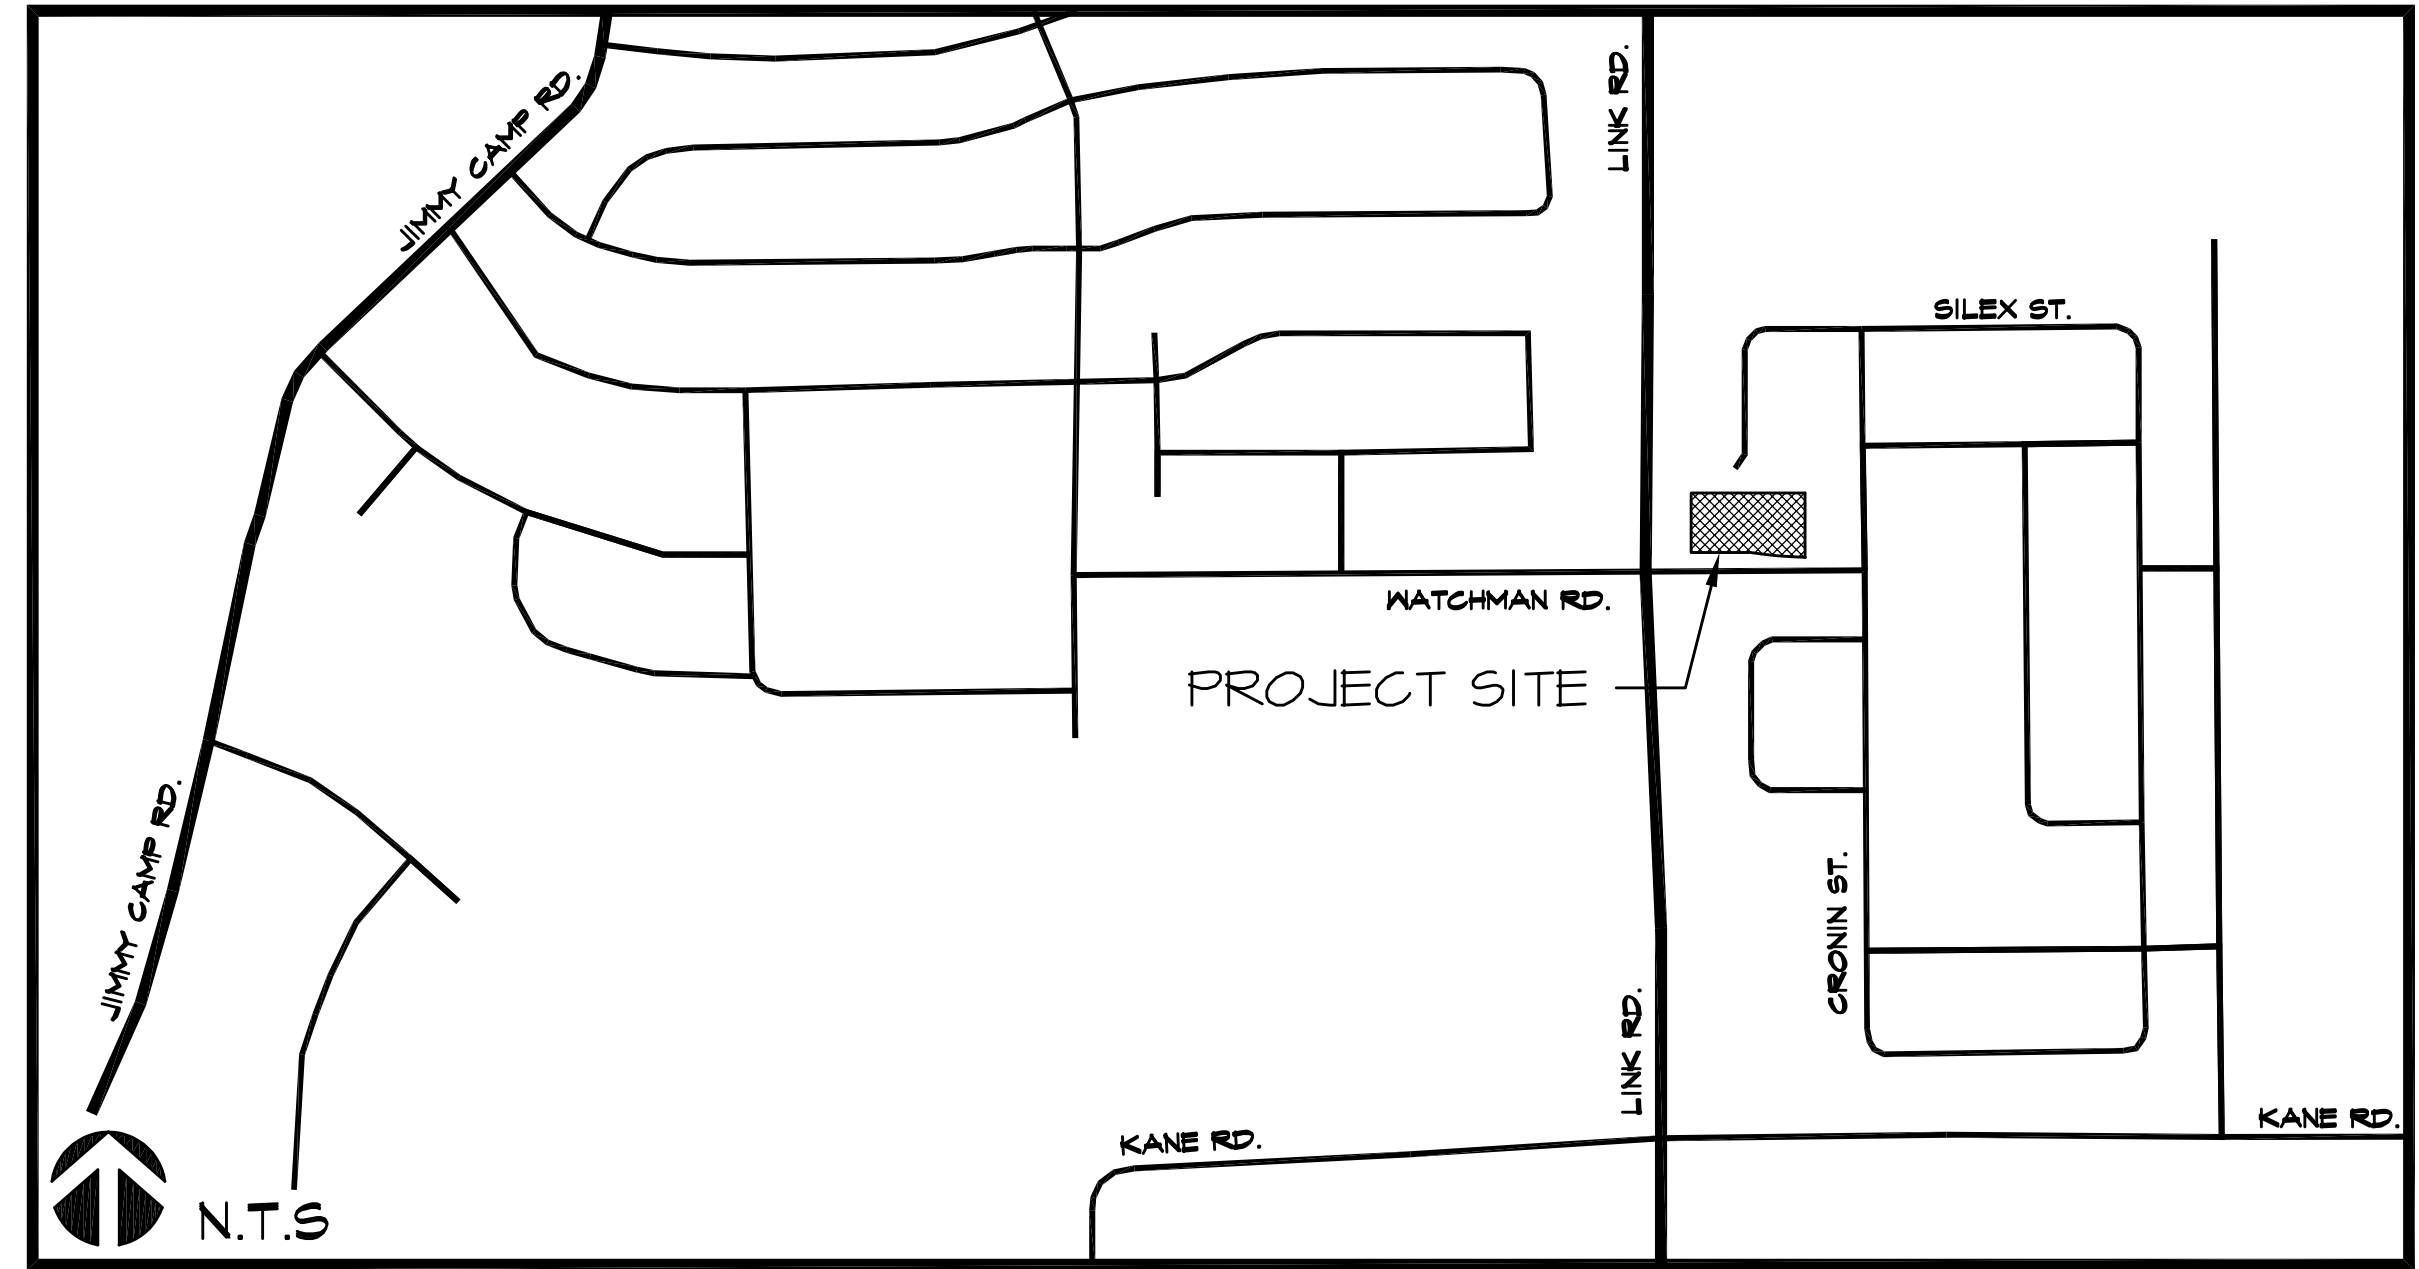 LINK RD.
JIMMY CAMP RD.
SILEX ST.
WATCHMAN RD.
PROJECT SITE
JIMMY CAMP RD.
CRONIN ST.
LINK RD.
KANE RD.
KANE RD.
N.T.S